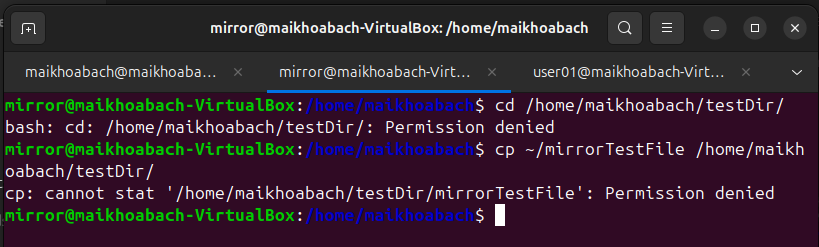 mirror@maikhoabach-VirtualBox: /home/maikhoabach
maikhoabach@maikhoaba...
mirror@maikhoabach-Virt...
user01@maikhoabach-Virt...
mirror@maikhoabach-VirtualBox:/home/maikhoabach$ cd /home/maikhoabach/testDir/
bash: cd: /home/maikhoabach/testDir/: Permission denied
mirror@maikhoabach-VirtualBox:/home/maikhoabach$ cp ~/mirrorTestFile /home/maikh
oabach/testDir/
cp: cannot stat '/home/maikhoabach/testDir/mirrorTestFile': Permission denied
mirror@maikhoabach-VirtualBox:/home/maikhoabach$